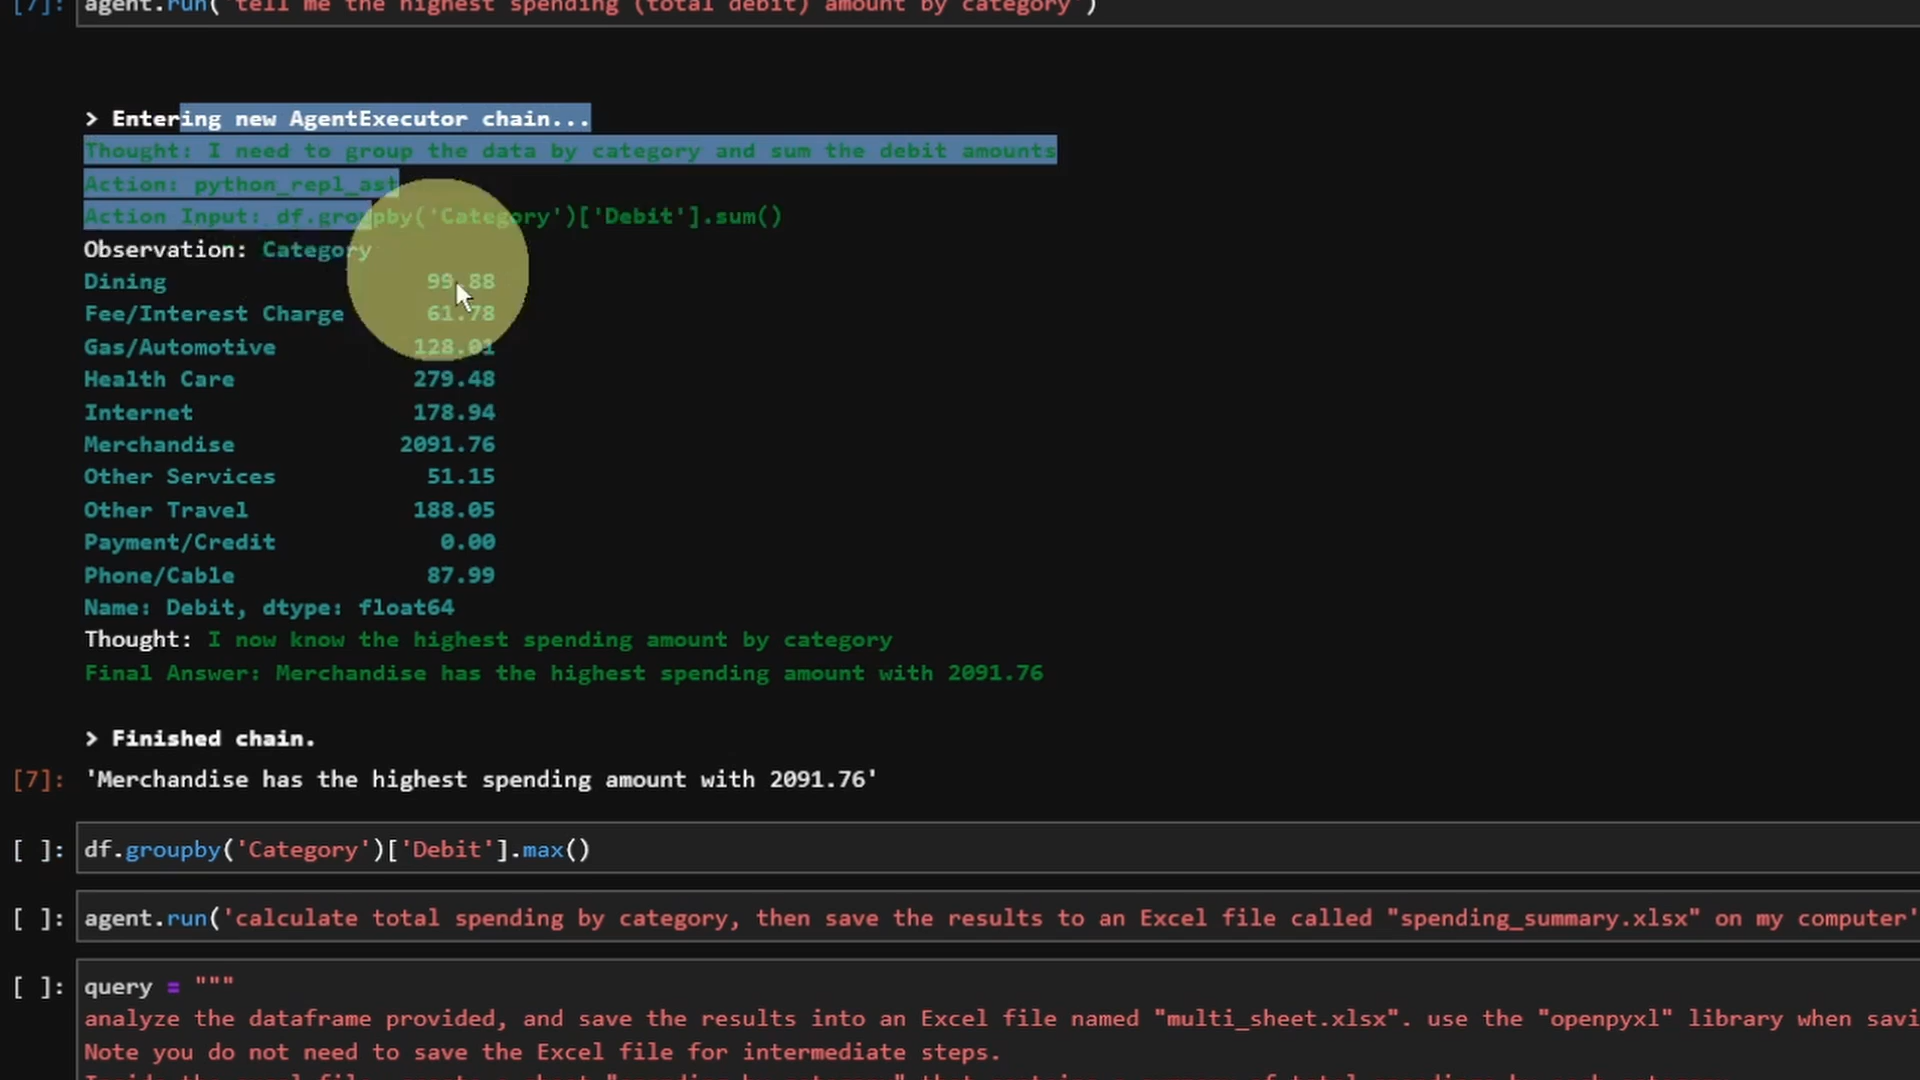 [7]: agent.run('tell me the highest spending (total debit) amount by category')
> Entering new AgentExecutor chain...
Thought: I need to group the data by category and sum the debit amounts
Action: python_repl_ast
Action Input: df.groupby('Category')['Debit'].sum()
Observation: Category
Dining 99.88
Fee/Interest Charge 61.78
Gas/Automotive 128.01
Health Care 279.48
Internet 178.94
Merchandise 2091.76
Other Services 51.15
Other Travel 188.05
Payment/Credit 0.00
Phone/Cable 87.99
Name: Debit, dtype: float64
Thought: I now know the highest spending amount by category
Final Answer: Merchandise has the highest spending amount with 2091.76
> Finished chain.
[7]: 'Merchandise has the highest spending amount with 2091.76'
[ ]: df.groupby('Category')['Debit'].max()
[ ]: agent.run('calculate total spending by category, then save the results to an Excel file called "spending_summary.xlsx" on my computer'
[ ]: query = """
analyze the dataframe provided, and save the results into an Excel file named "multi_sheet.xlsx". use the "openpyxl" library when savi
Note you do not need to save the Excel file for intermediate steps.